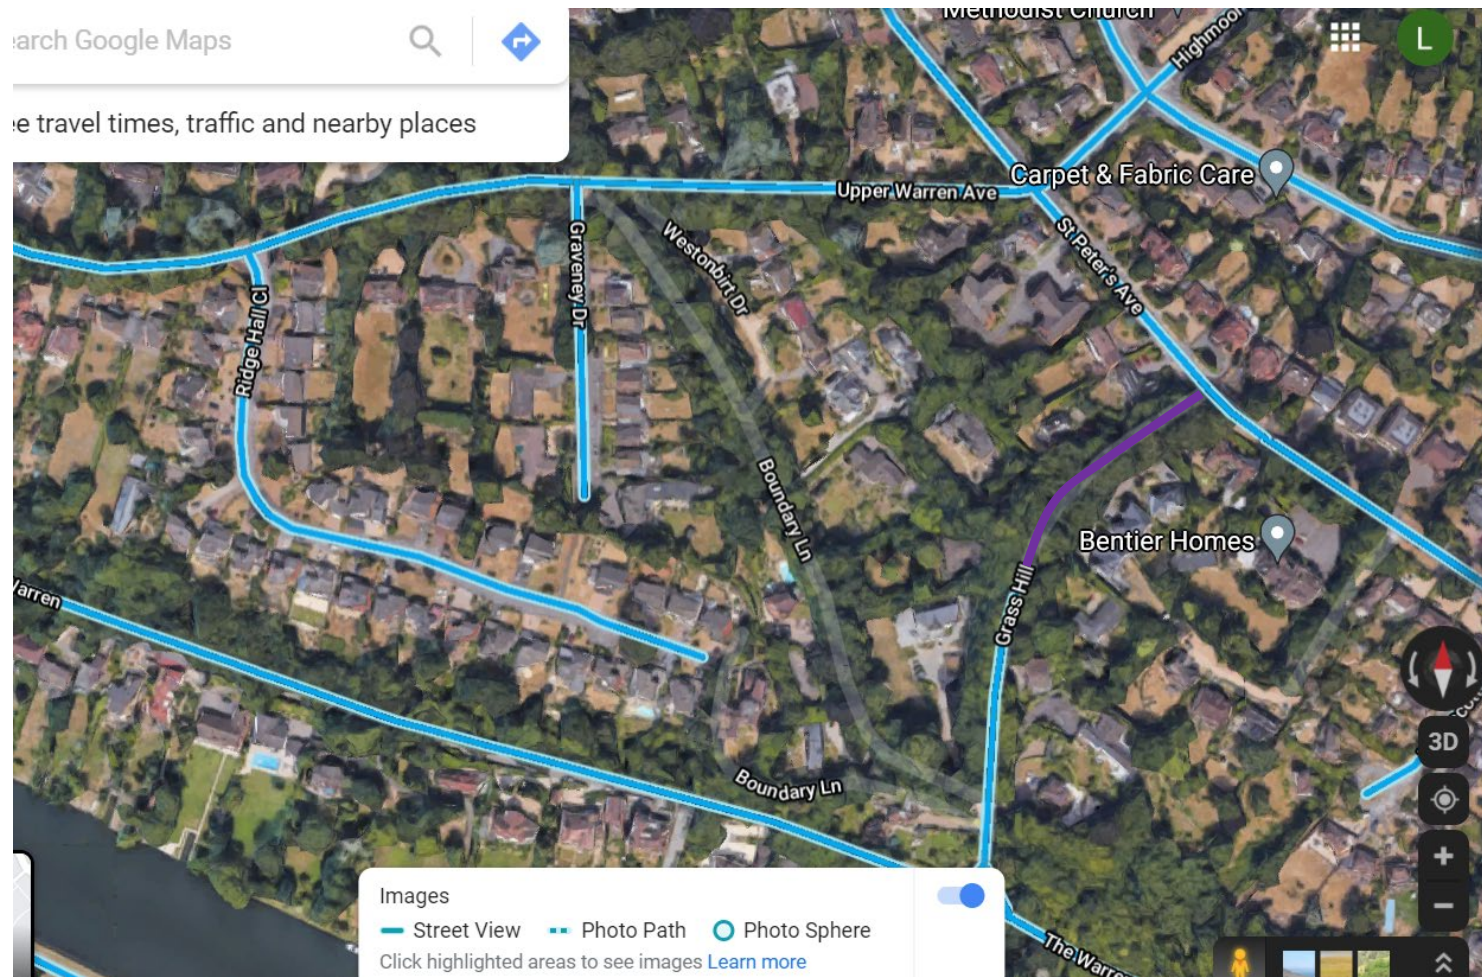 earch Google Maps
L
ee travel times, traffic and nearby places
Methodist Church
Highmoor
Carpet & Fabric Care
Upper Warren Ave
St Peter's Ave
Westonbirt Dr
Graveney Dr
Ridge Hall Cl
Boundary Ln
Bentier Homes
Grass Hill
Warren
Boundary Ln
3D
The Warren
Images
Street View
Photo Path
Photo Sphere
Click highlighted areas to see images Learn more